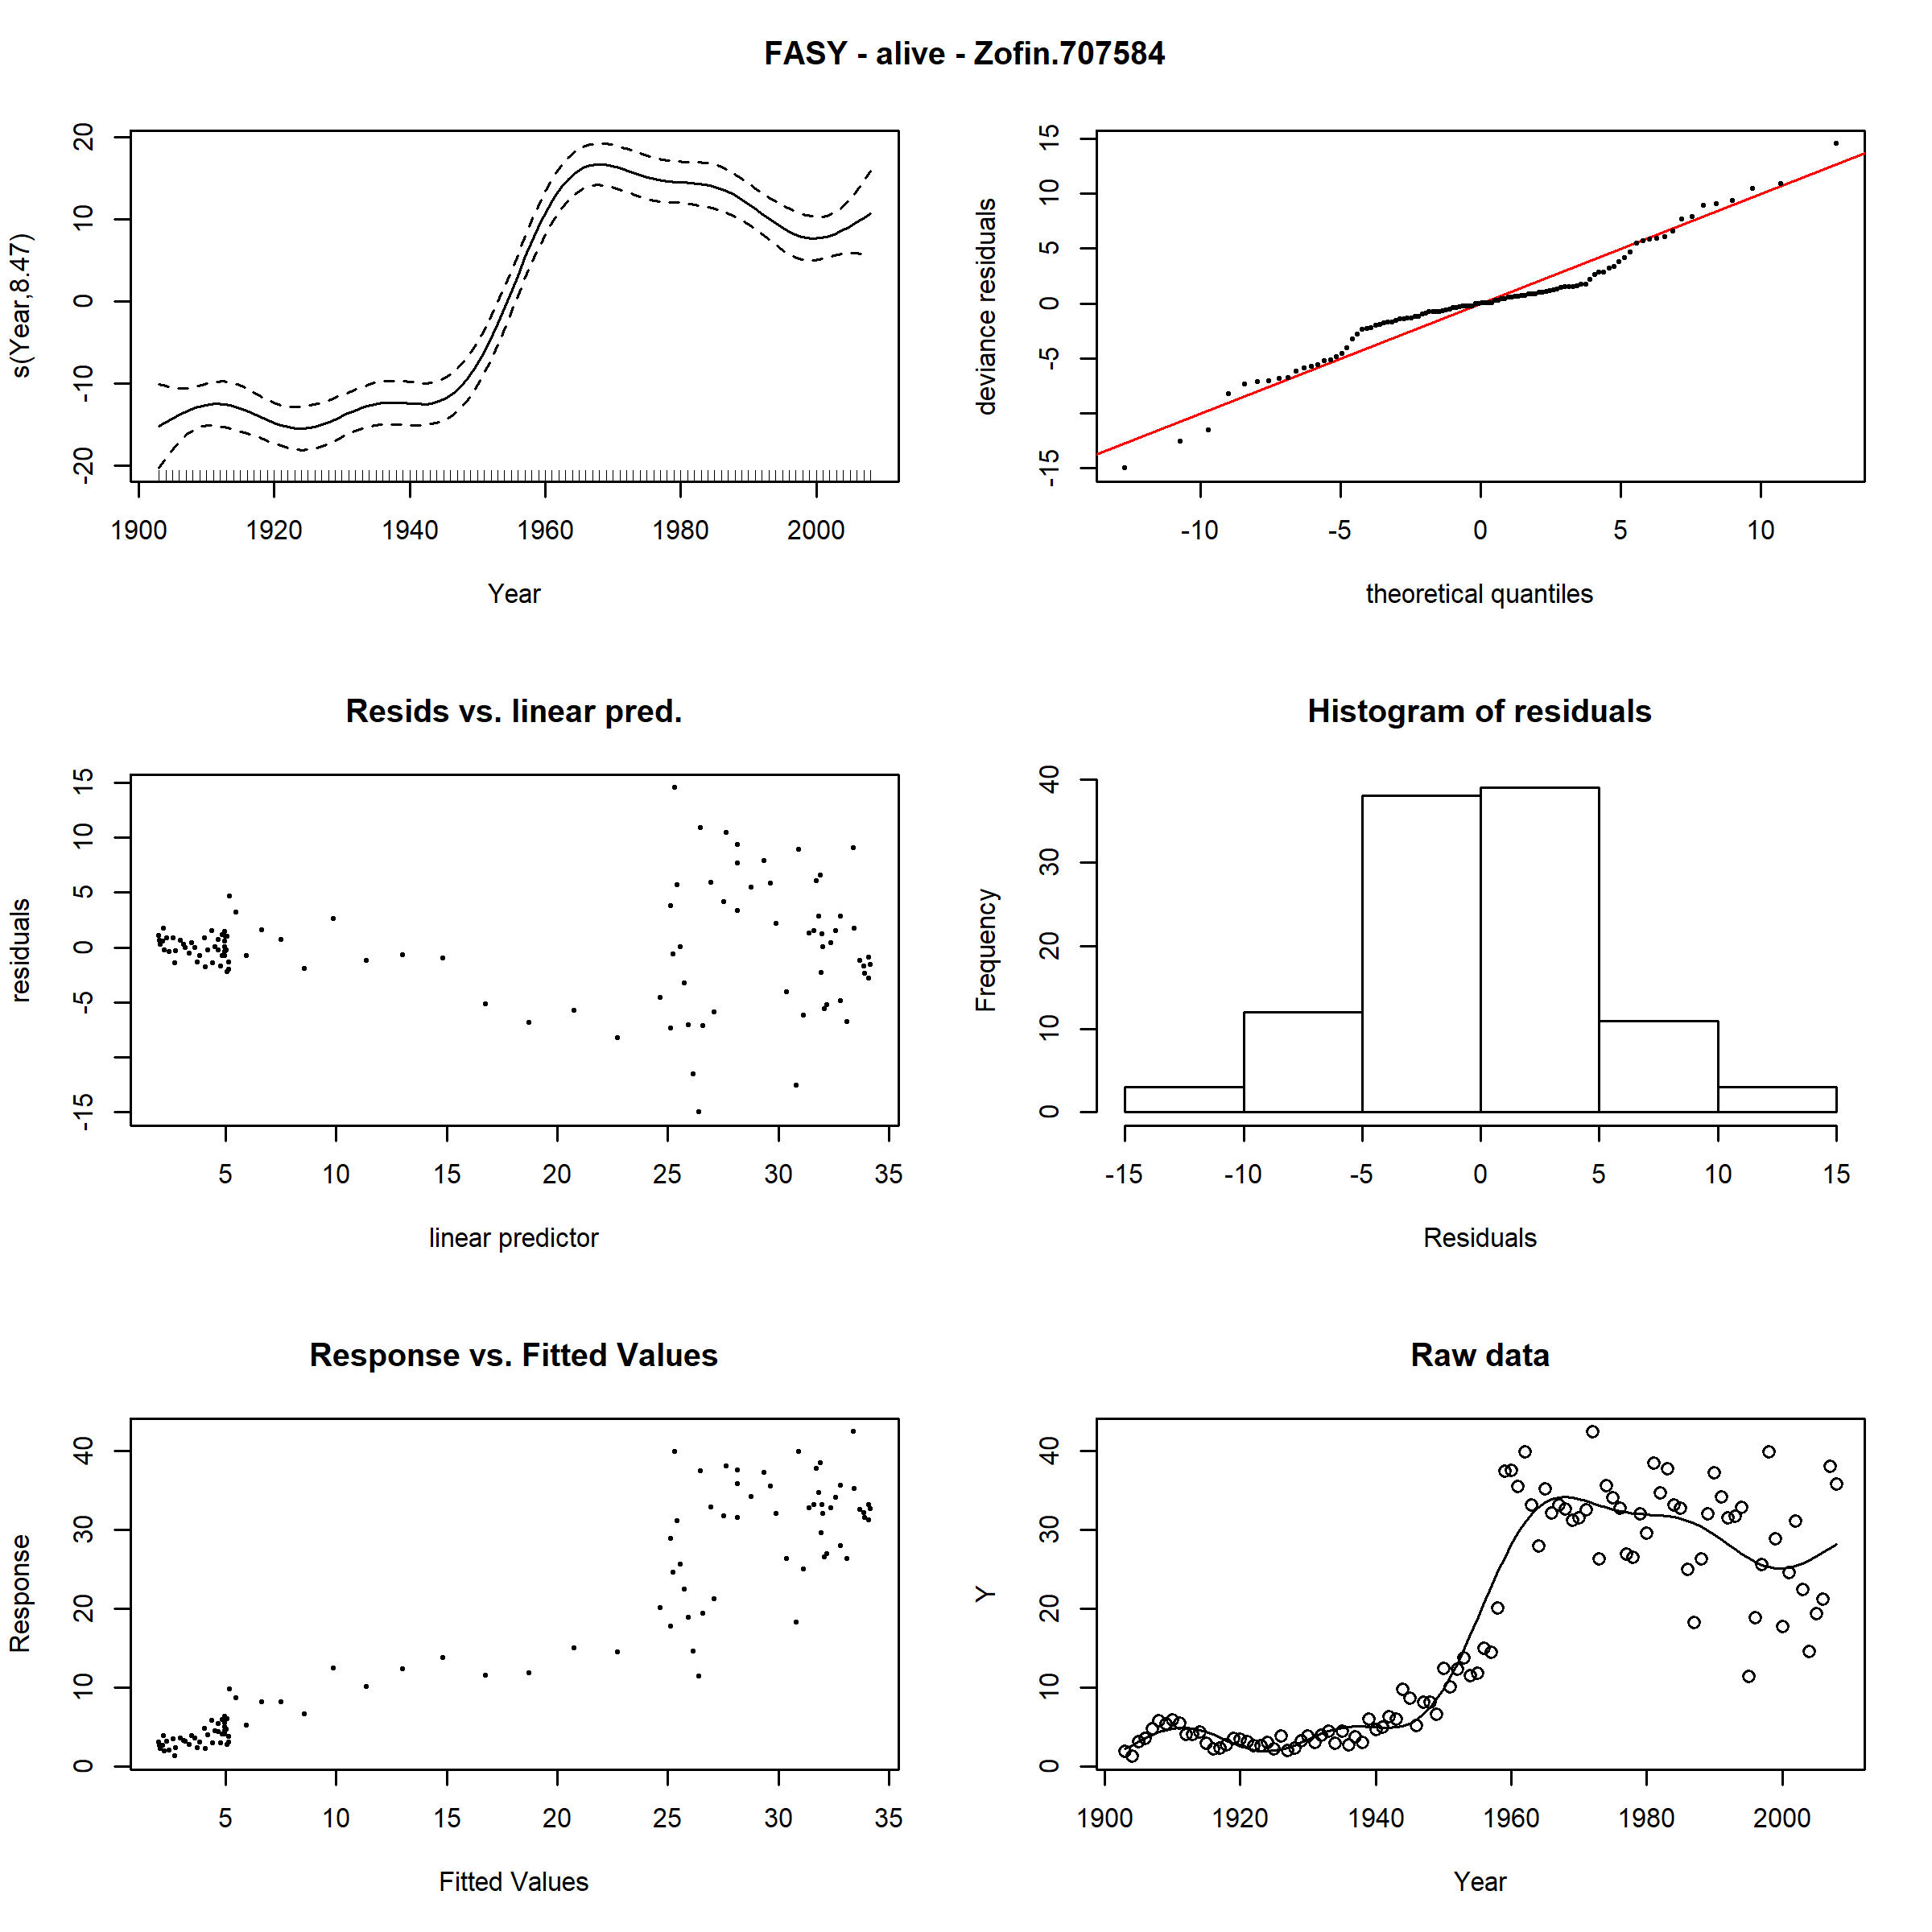 FASY - alive - Zofin.707584
s(Year,8.47)
-20 -10 0 10 20
1900 1920 1940 1960 1980 2000
Year
deviance residuals
-15 -5 0 5 10 15
-10 -5 0 5 10
theoretical quantiles
Resids vs. linear pred.
residuals
-15 -5 0 5 10 15
5 10 15 20 25 30 35
linear predictor
Histogram of residuals
Frequency
0 10 20 30 40
-15 -10 -5 0 5 10 15
Residuals
Response vs. Fitted Values
Response
0 10 20 30 40
5 10 15 20 25 30 35
Fitted Values
Raw data
Y
0 10 20 30 40
1900 1920 1940 1960 1980 2000
Year